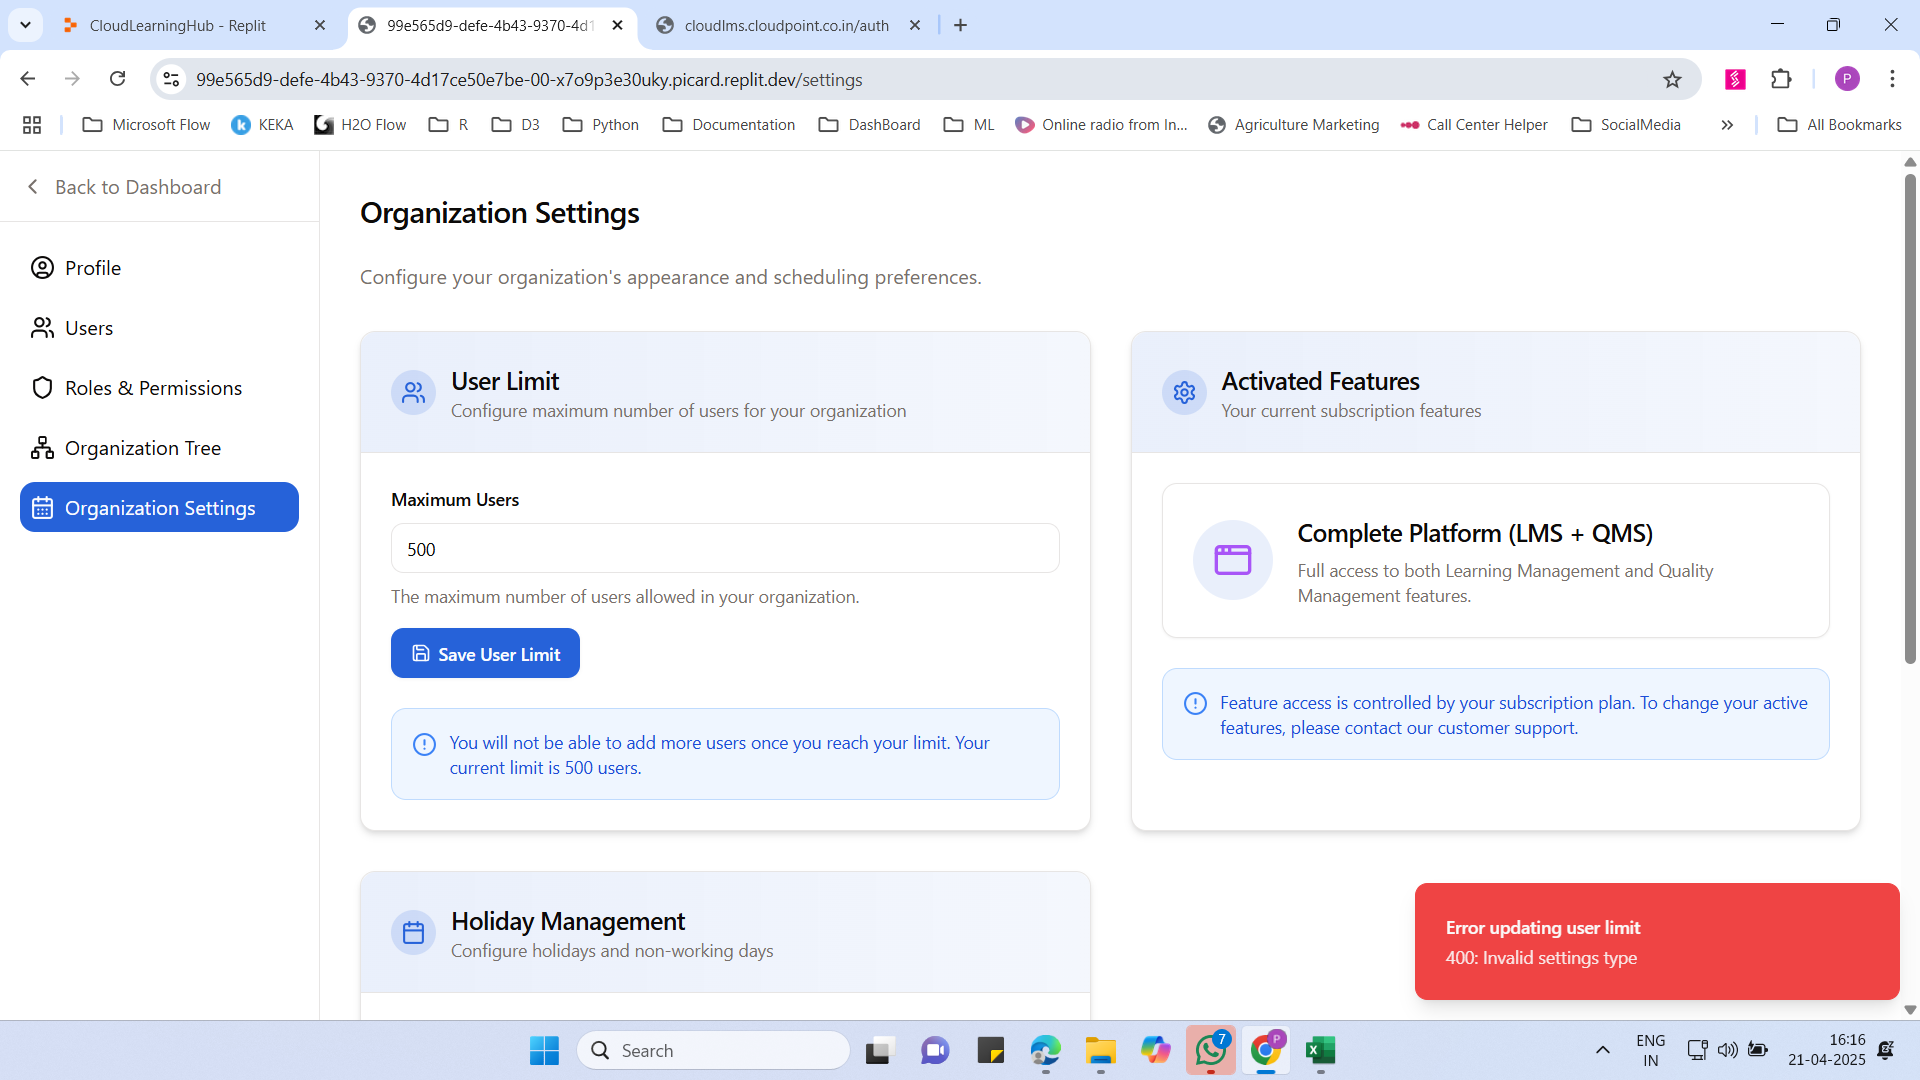 CloudLearningHub - Replit
99e565d9-defe-4b43-9370-4d1
cloudlms.cloudpoint.co.in/auth
99e565d9-defe-4b43-9370-4d17ce50e7be-00-x7o9p3e30uky.picard.replit.dev/settings
P
Microsoft Flow
KEKA
H2O Flow
R
D3
Python
Documentation
DashBoard
ML
Online radio from In...
Agriculture Marketing
Call Center Helper
SocialMedia
All Bookmarks
Back to Dashboard
Profile
Users
Roles & Permissions
Organization Tree
Organization Settings
Organization Settings
Configure your organization's appearance and scheduling preferences.
User Limit
Configure maximum number of users for your organization
Maximum Users
500
The maximum number of users allowed in your organization.
Save User Limit
You will not be able to add more users once you reach your limit. Your
current limit is 500 users.
Activated Features
Your current subscription features
Complete Platform (LMS + QMS)
Full access to both Learning Management and Quality
Management features.
Feature access is controlled by your subscription plan. To change your active
features, please contact our customer support.
Holiday Management
Configure holidays and non-working days
Error updating user limit
400: Invalid settings type
Search
7
P
ENG
IN
16:16
21-04-2025